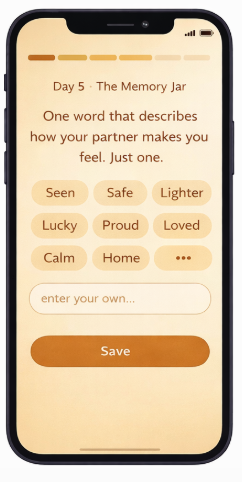 Day 5 · The Memory Jar
One word that describes
how your partner makes you
feel. Just one.
Seen Safe Lighter
Lucky Proud Loved
Calm Home •••
enter your own...
Save